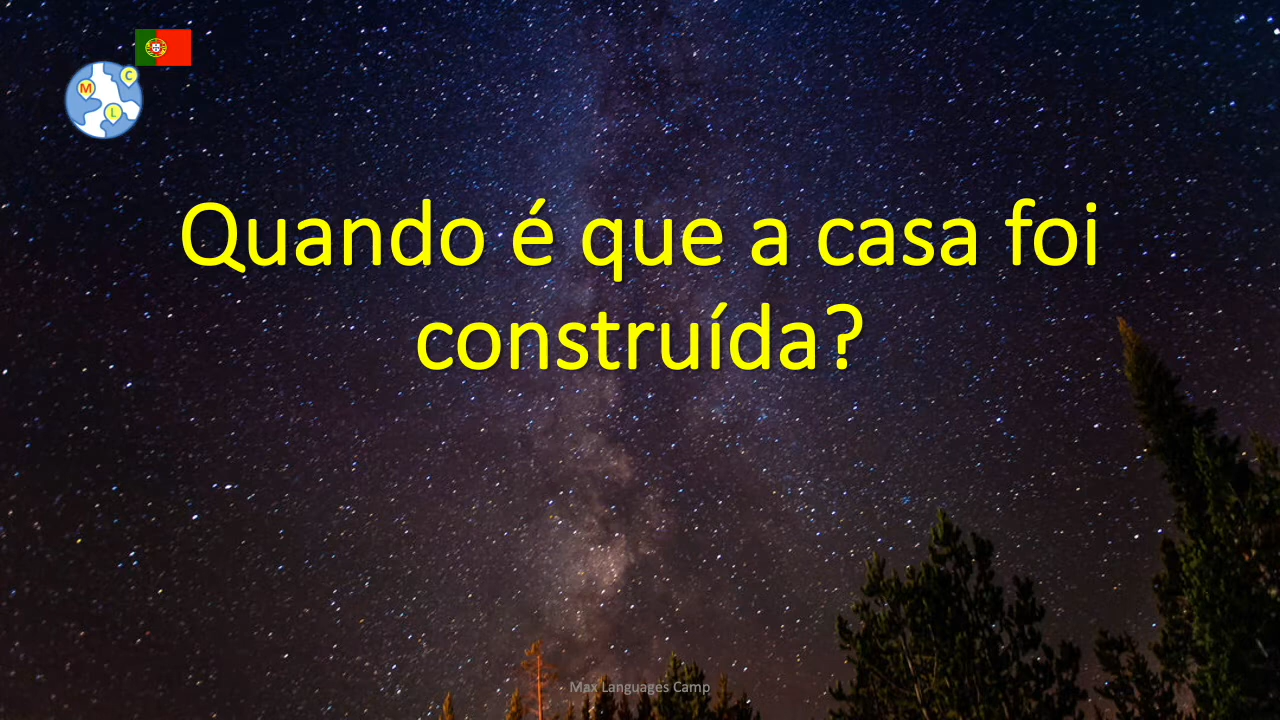 C
M
L
Quando é que a casa foi
construída?
Max Languages Camp